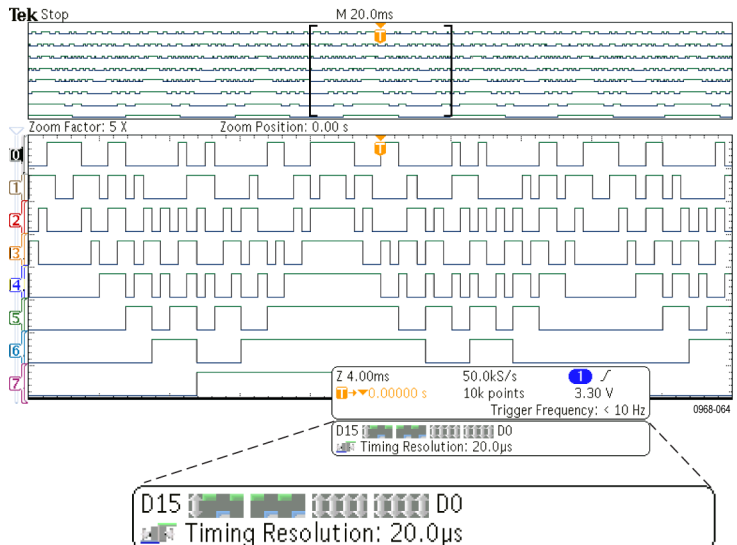 Tek Stop
M 20.0ms
T
Zoom Factor: 5 X
Zoom Position: 0.00 s
T
0
1
2
3
4
5
6
7
Z 4.00ms
50.0kS/s
1
T→▼0.00000 s
10k points
3.30 V
Trigger Frequency: < 10 Hz
0968-064
D15
D0
Timing Resolution: 20.0µs
D15
D0
Timing Resolution: 20.0µs